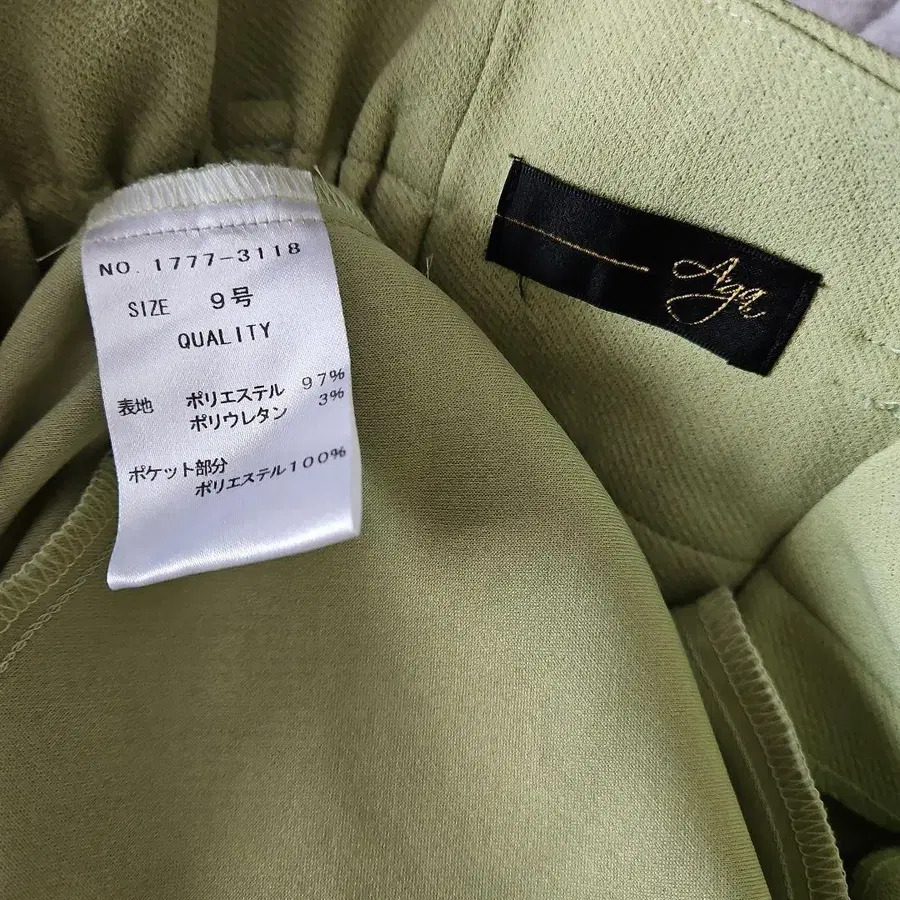 NO. 1777-3118
SIZE 9号
QUALITY
表地 ポリエステル 97%
ポリウレタン 3%
ポケット部分
ポリエステル100%
Aga